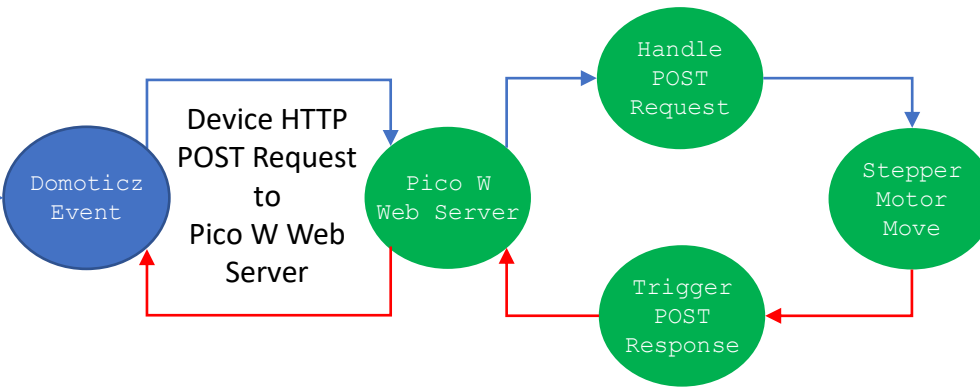 Domoticz
Event
Device HTTP
POST Request
to
Pico W Web
Server
Pico W
Web Server
Handle
POST
Request
Stepper
Motor
Move
Trigger
POST
Response